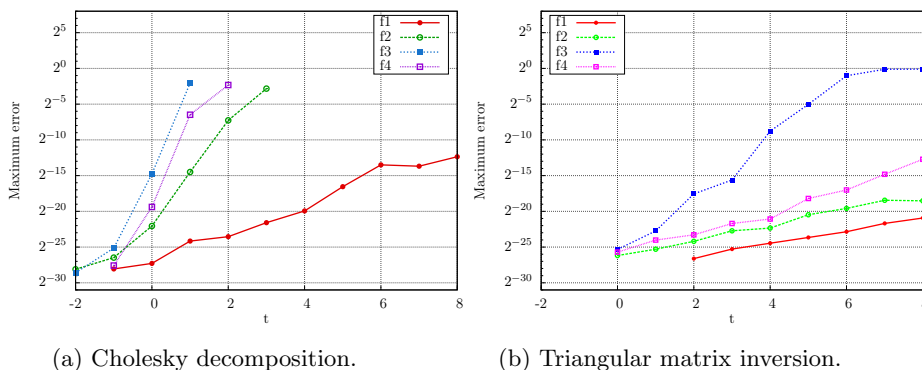 f1
f2
f3
f4
2^5
2^0
2^-5
2^-10
2^-15
2^-20
2^-25
2^-30
Maximum error
-2 0 2 4 6 8
t
(a) Cholesky decomposition.
f1
f2
f3
f4
2^5
2^0
2^-5
2^-10
2^-15
2^-20
2^-25
2^-30
Maximum error
-2 0 2 4 6
t
(b) Triangular matrix inversion.